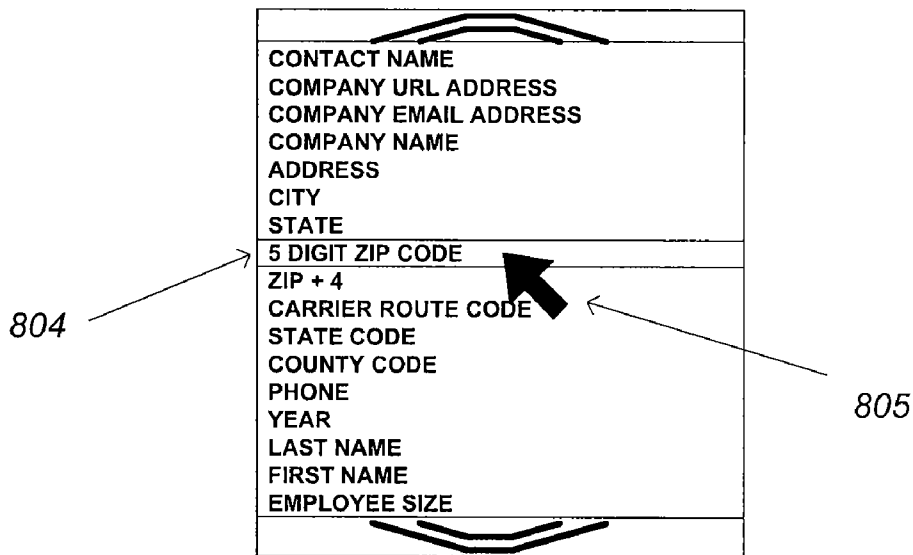 CONTACT NAME
COMPANY URL ADDRESS
COMPANY EMAIL ADDRESS
COMPANY NAME
ADDRESS
CITY
STATE
5 DIGIT ZIP CODE
ZIP + 4
CARRIER ROUTE CODE
STATE CODE
COUNTY CODE
PHONE
YEAR
LAST NAME
FIRST NAME
EMPLOYEE SIZE
804
805